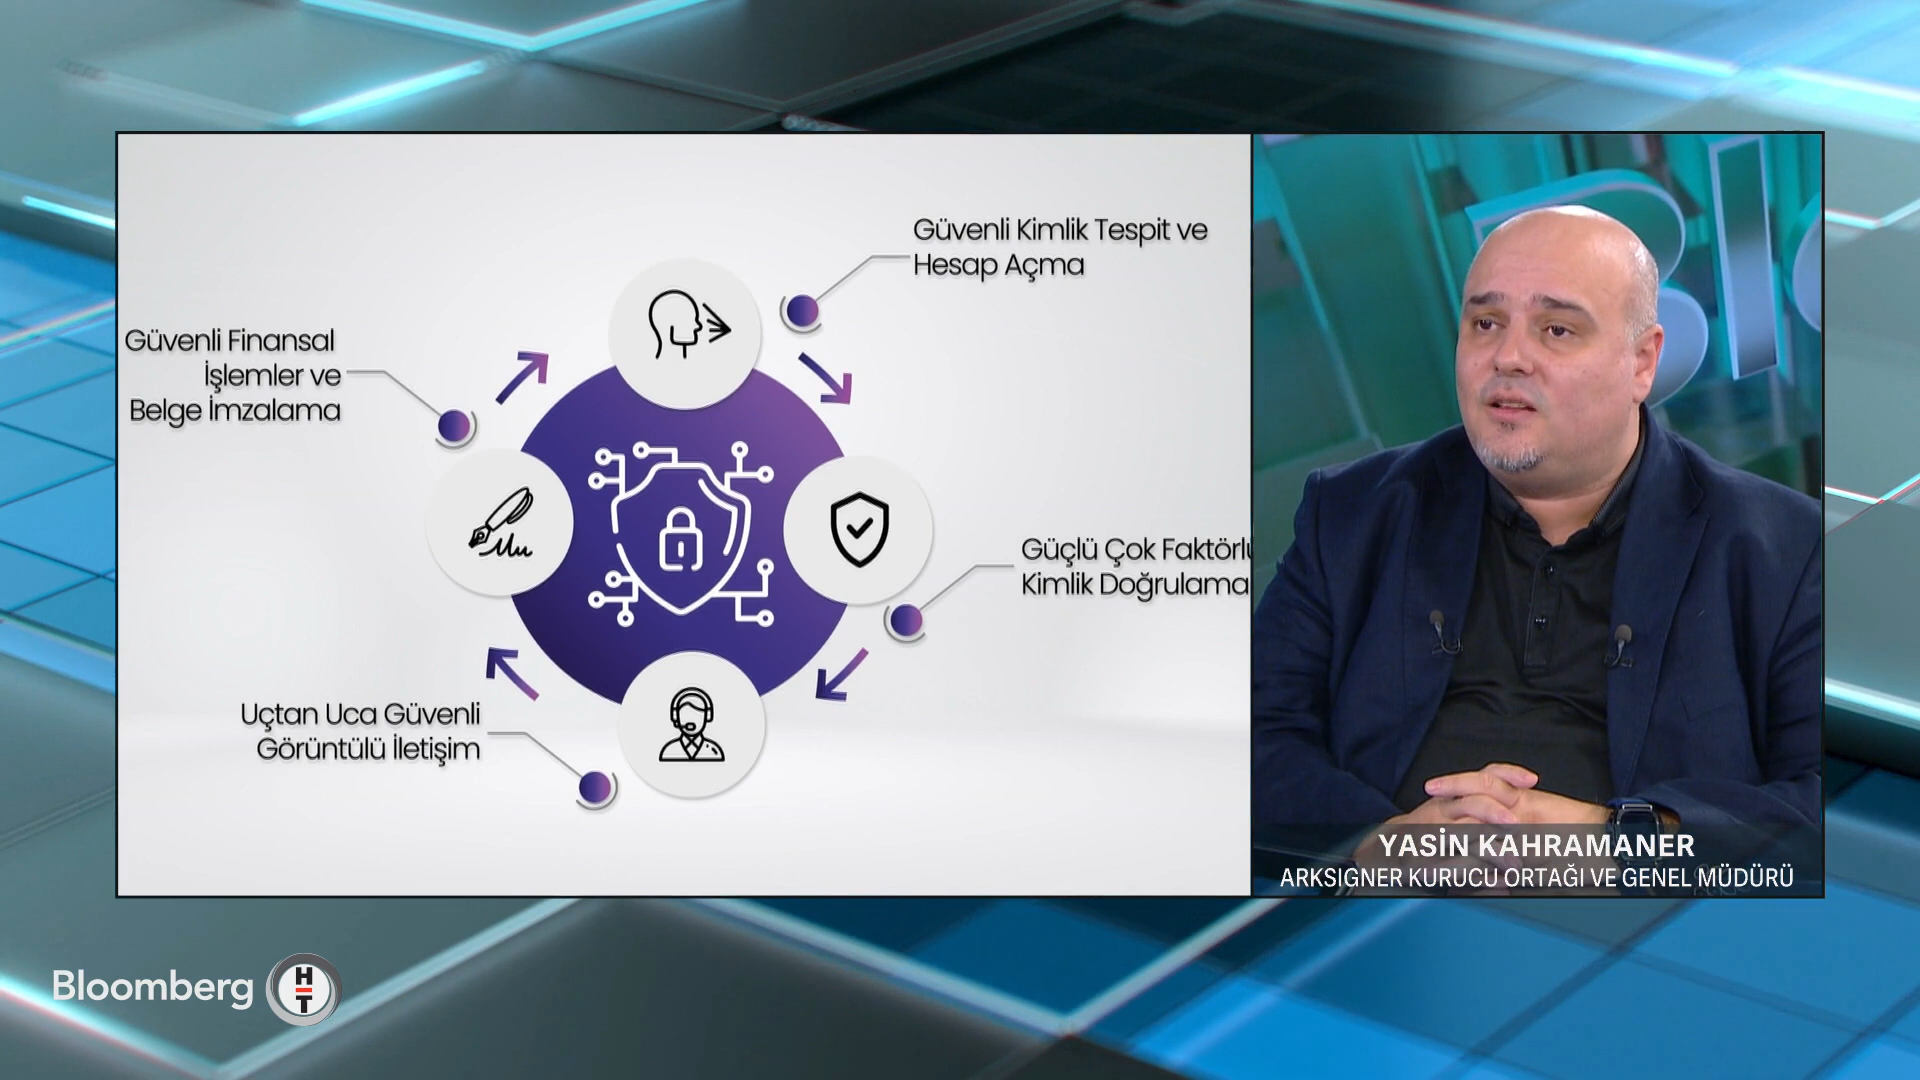 Güvenli Kimlik Tespit ve
Hesap Açma
Güvenli Finansal
İşlemler ve
Belge İmzalama
Güçlü Çok Faktörlü
Kimlik Doğrulama
Uçtan Uca Güvenli
Görüntülü İletişim
YASİN KAHRAMANER
ARKSIGNER KURUCU ORTAĞI VE GENEL MÜDÜRÜ
Bloomberg HT